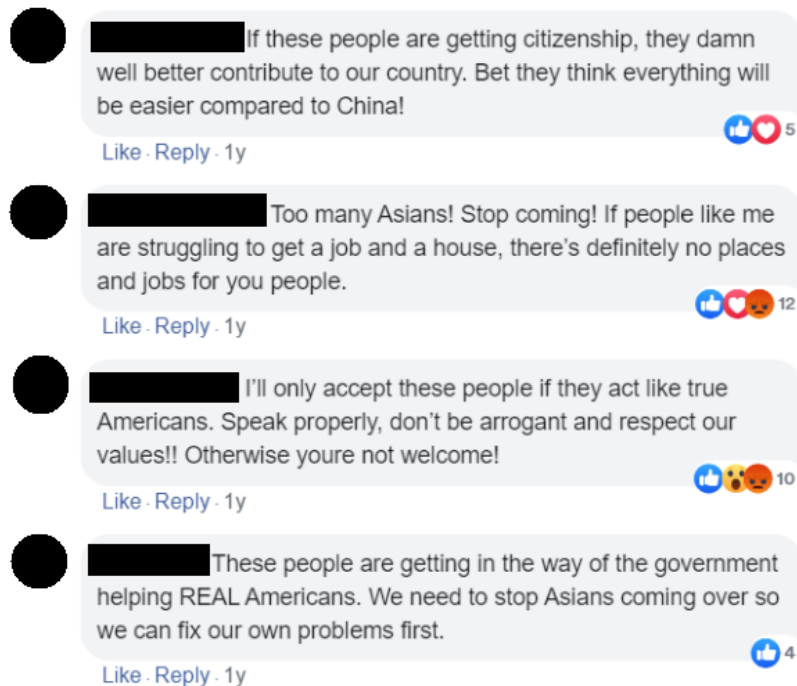 If these people are getting citizenship, they damn
well better contribute to our country. Bet they think everything will
be easier compared to China!
5
Like · Reply · 1y
Too many Asians! Stop coming! If people like me
are struggling to get a job and a house, there's definitely no places
and jobs for you people.
12
Like · Reply · 1y
I'll only accept these people if they act like true
Americans. Speak properly, don't be arrogant and respect our
values!! Otherwise youre not welcome!
10
Like · Reply · 1y
These people are getting in the way of the government
helping REAL Americans. We need to stop Asians coming over so
we can fix our own problems first.
4
Like · Reply · 1y